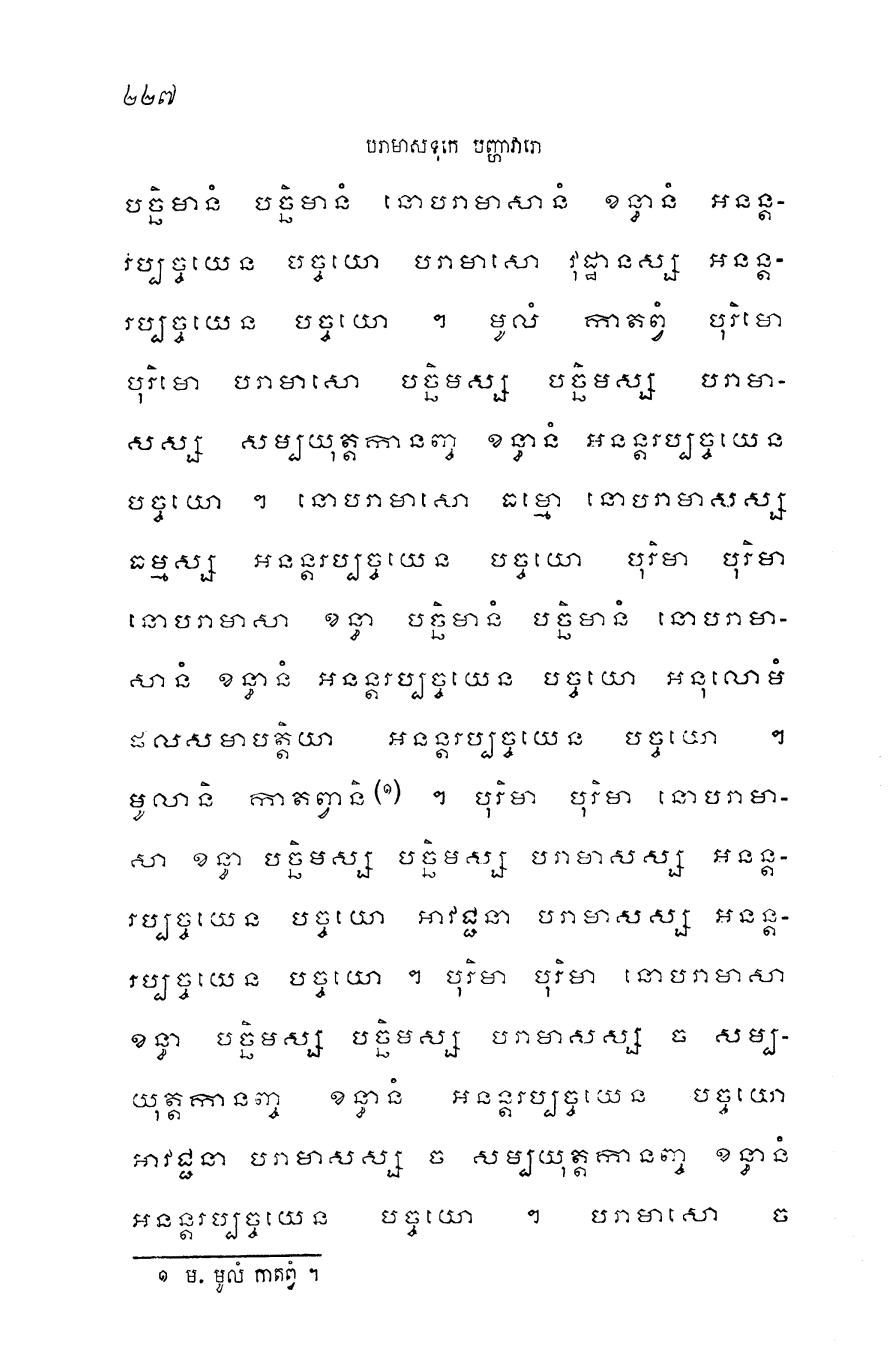 ២២៧
បរាមាសទុកេ បញ្ហាវារោ
បច្ឆិមានំ បច្ឆិមានំ នោបរាមាសានំ ខន្ធានំ អនន្ត-
រប្បច្ចយេន បច្ចយោ បរាមាសោ វុដ្ឋានស្ស អនន្ត-
រប្បច្ចយេន បច្ចយោ ។ មូលំ កាតព្វំ បុរិមោ
បុរិមោ បរាមាសោ បច្ឆិមស្ស បច្ឆិមស្ស បរាមា-
សស្ស សម្បយុត្តកានញ្ច ខន្ធានំ អនន្តរប្បច្ចយេន
បច្ចយោ ។ នោបរាមាសោ ធម្មោ នោបរាមាសស្ស
ធម្មស្ស អនន្តរប្បច្ចយេន បច្ចយោ បុរិមា បុរិមា
នោបរាមាសា ខន្ធា បច្ឆិមានំ បច្ឆិមានំ នោបរាមា-
សានំ ខន្ធានំ អនន្តរប្បច្ចយេន បច្ចយោ អនុលោមំ
ផលសមាបត្តិយា អនន្តរប្បច្ចយេន បច្ចយោ ។
មូលានិ កាតព្វានិ(១) ។ បុរិមា បុរិមា នោបរាមា-
សា ខន្ធា បច្ឆិមស្ស បច្ឆិមស្ស បរាមាសស្ស អនន្ត-
រប្បច្ចយេន បច្ចយោ អាវជ្ជនា បរាមាសស្ស អនន្ត-
រប្បច្ចយេន បច្ចយោ ។ បុរិមា បុរិមា នោបរាមាសា
ខន្ធា បច្ឆិមស្ស បច្ឆិមស្ស បរាមាសស្ស ច សម្ប-
យុត្តកានញ្ច ខន្ធានំ អនន្តរប្បច្ចយេន បច្ចយោ
អាវជ្ជនា បរាមាសស្ស ច សម្បយុត្តកានញ្ច ខន្ធានំ
អនន្តរប្បច្ចយេន បច្ចយោ ។ បរាមាសោ ច
១ ម. មូលំ កាតព្វំ ។